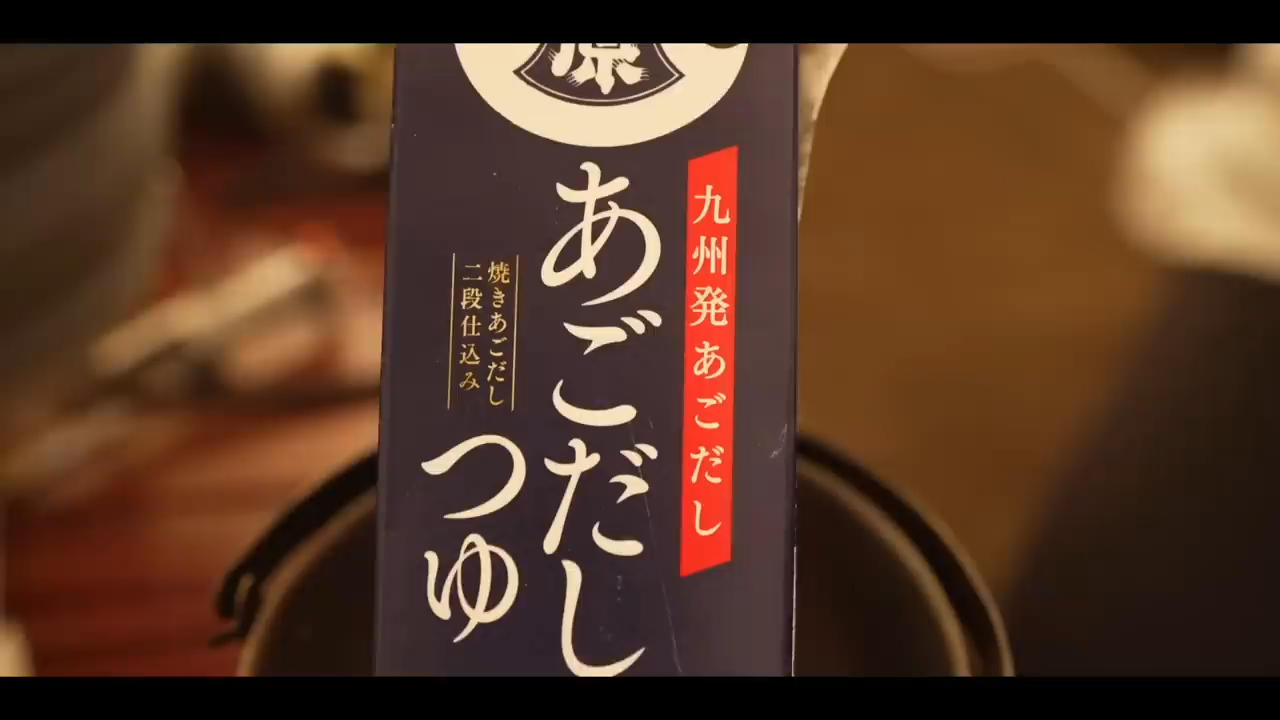 原
九州発あごだし
あごだし
つゆ
焼きあごだし
二段仕込み